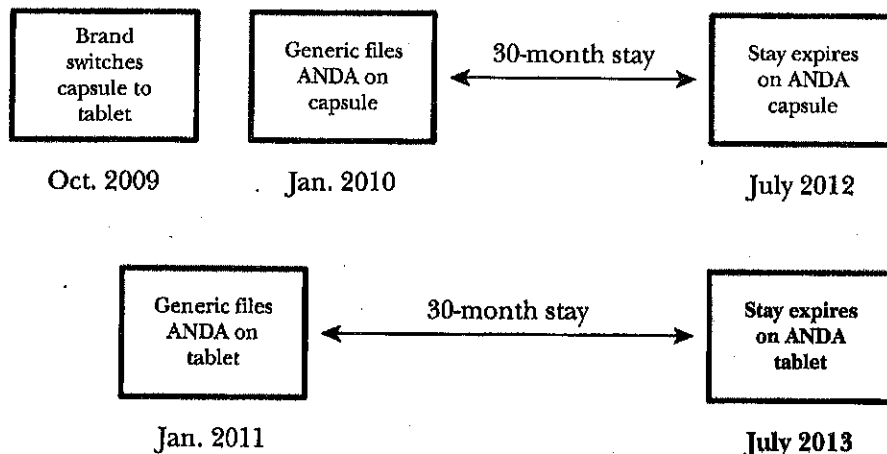 Brand
switches
capsule to
tablet
Generic files
ANDA on
capsule
30-month stay
Stay expires
on ANDA
capsule
Oct. 2009
Jan. 2010
July 2012
Generic files
ANDA on
tablet
30-month stay
Stay expires
on ANDA
tablet
Jan. 2011
July 2013